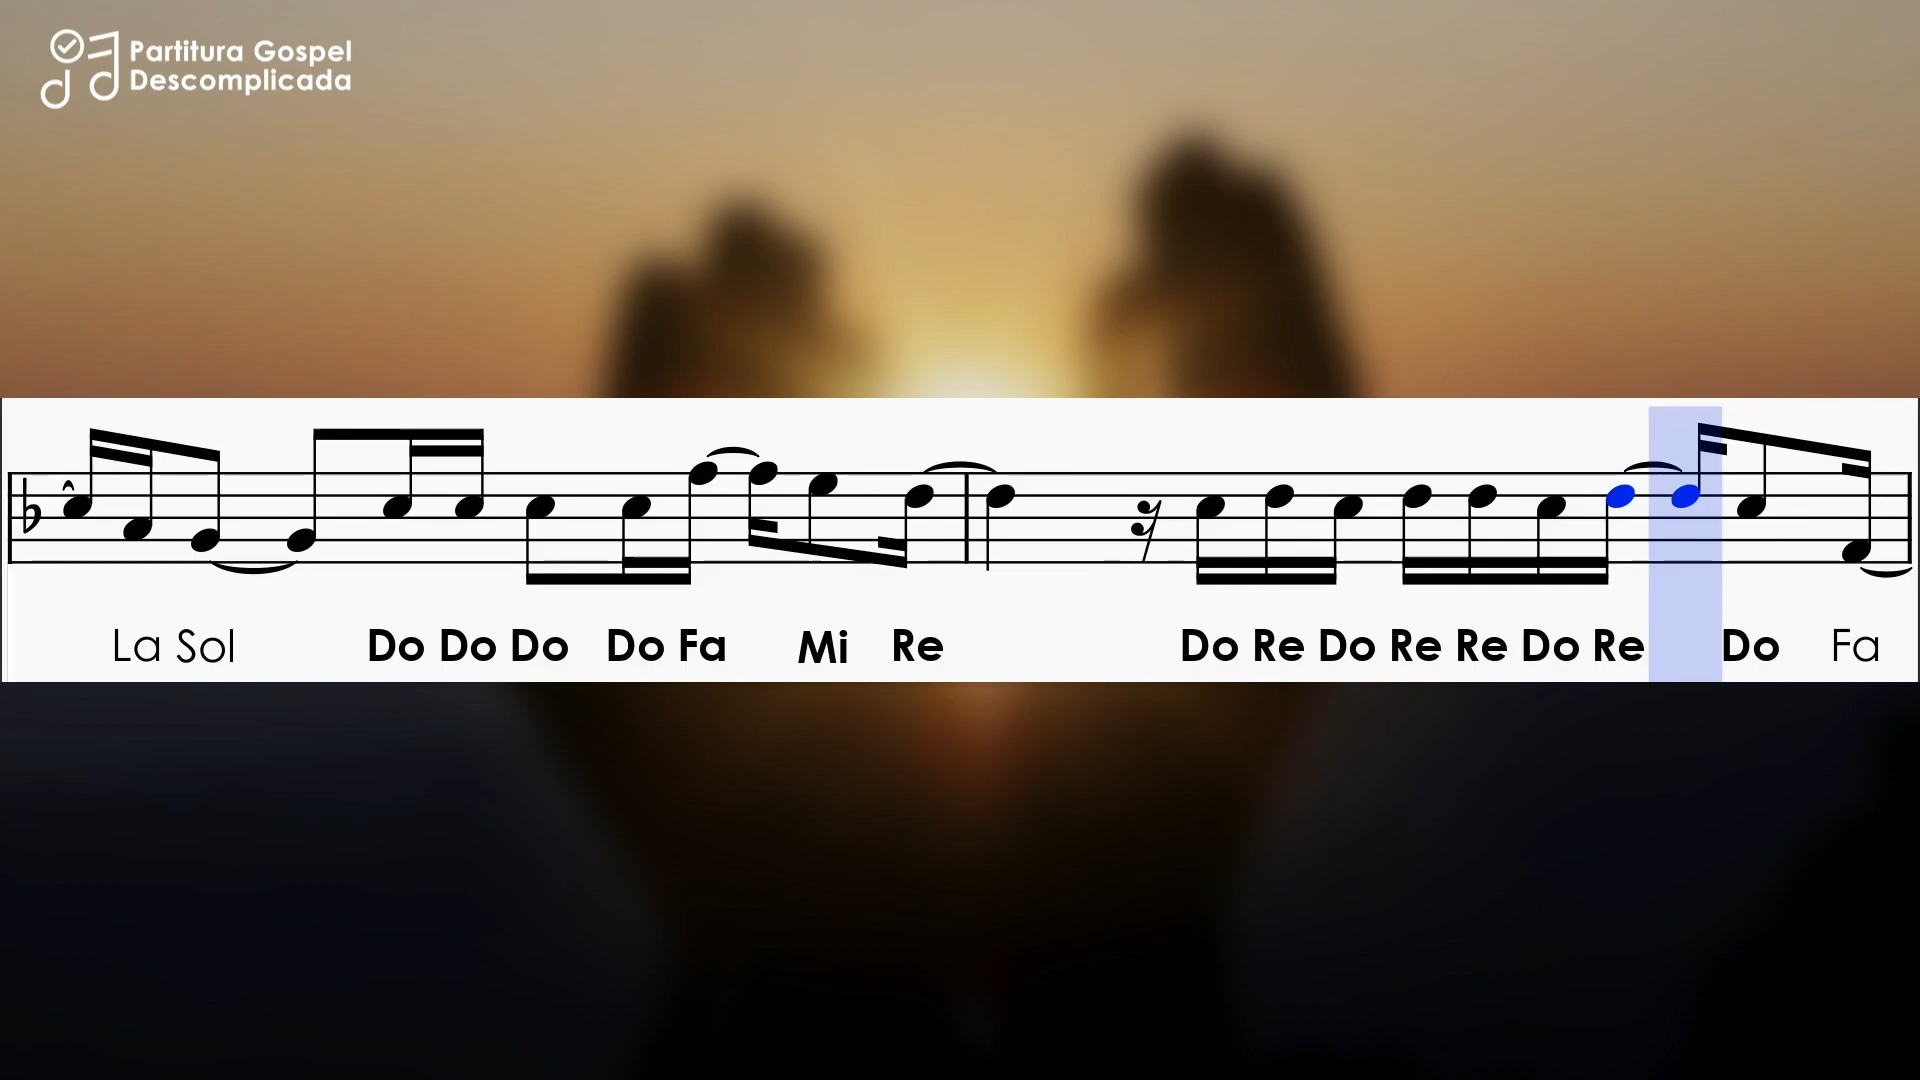 Partitura Gospel
Descomplicada
La Sol Do Do Do Do Fa Mi Re Do Re Do Re Re Do Re Do Fa